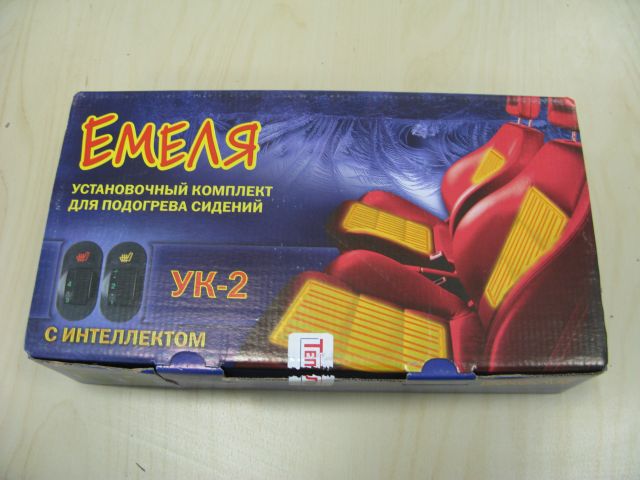 ЕМЕЛЯ
УСТАНОВОЧНЫЙ КОМПЛЕКТ
ДЛЯ ПОДОГРЕВА СИДЕНИЙ
УК-2
С ИНТЕЛЛЕКТОМ